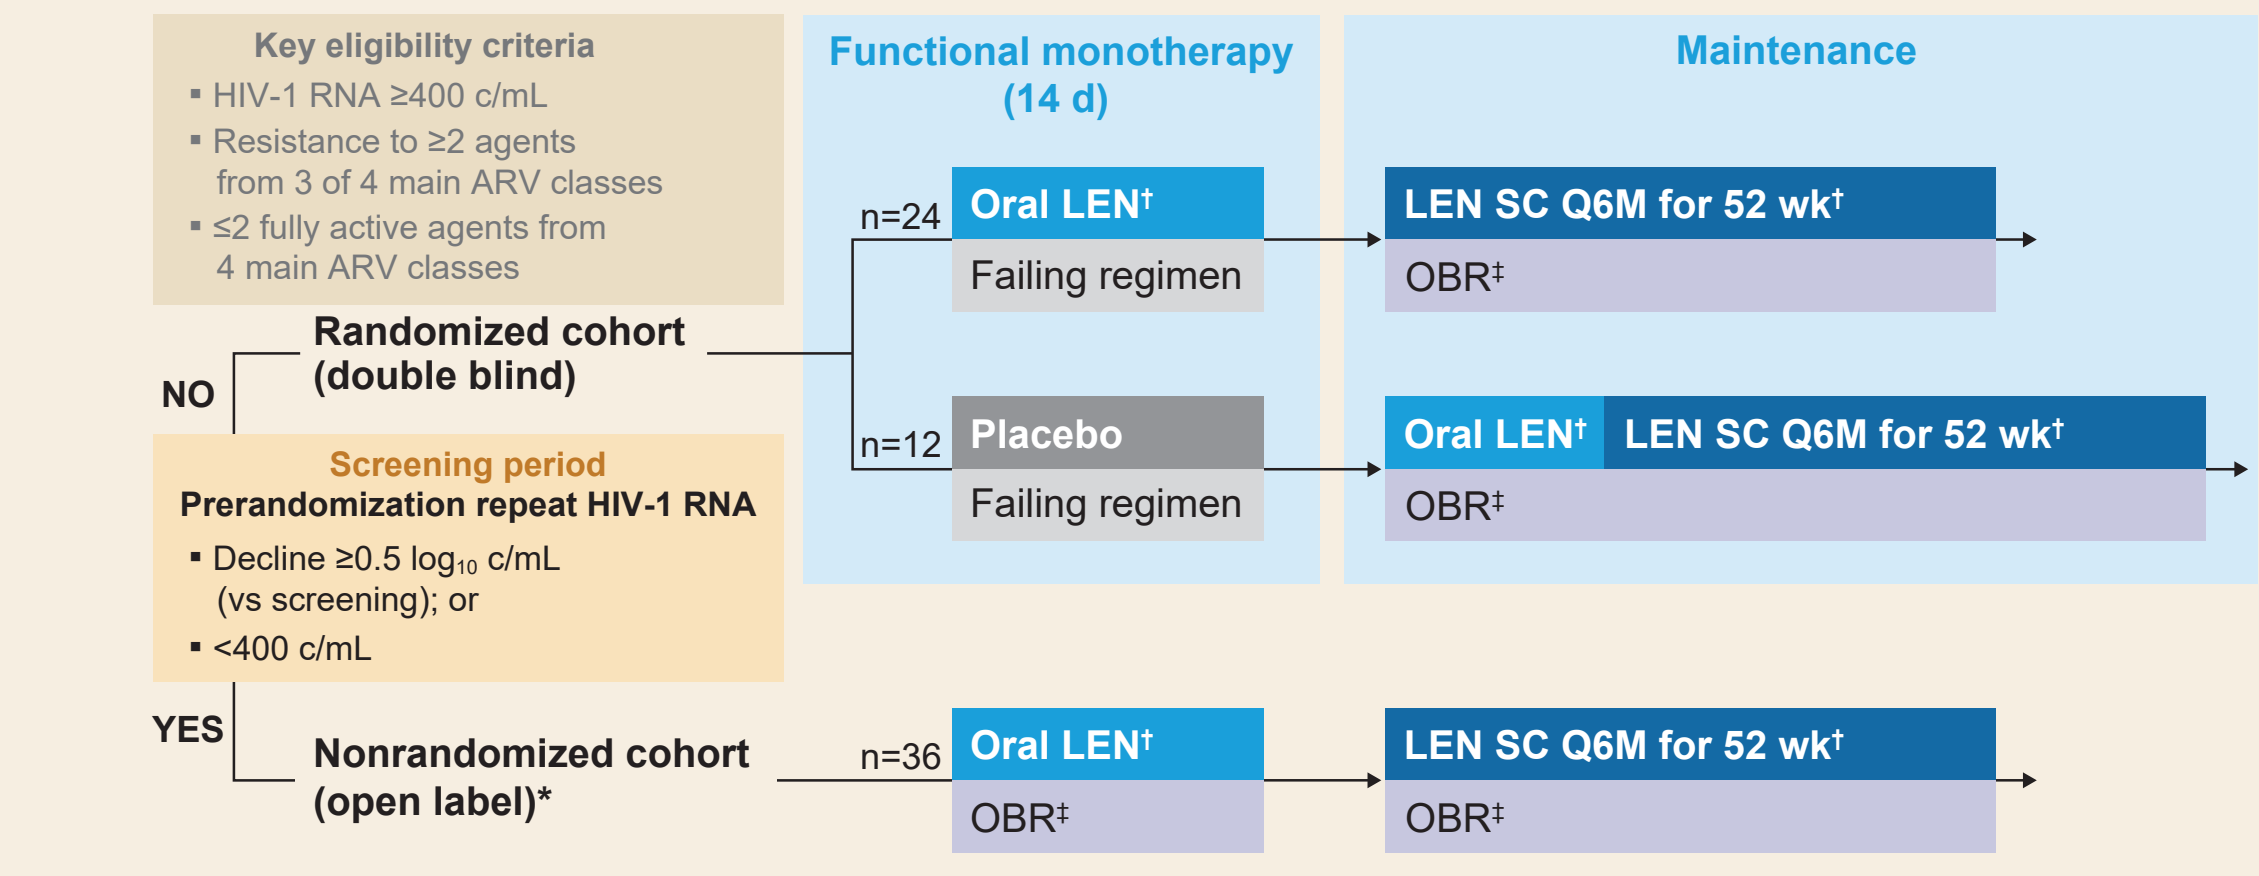 Key eligibility criteria
▪ HIV-1 RNA ≥400 c/mL
▪ Resistance to ≥2 agents
from 3 of 4 main ARV classes
▪ ≤2 fully active agents from
4 main ARV classes
Functional monotherapy
(14 d)
Maintenance
n=24
Oral LEN†
Failing regimen
LEN SC Q6M for 52 wk†
OBR‡
Randomized cohort
(double blind)
NO
n=12
Placebo
Failing regimen
Oral LEN†
LEN SC Q6M for 52 wk†
OBR‡
Screening period
Prerandomization repeat HIV-1 RNA
▪ Decline ≥0.5 log₁₀ c/mL
(vs screening); or
▪ <400 c/mL
YES
Nonrandomized cohort
(open label)*
n=36
Oral LEN†
OBR‡
LEN SC Q6M for 52 wk†
OBR‡